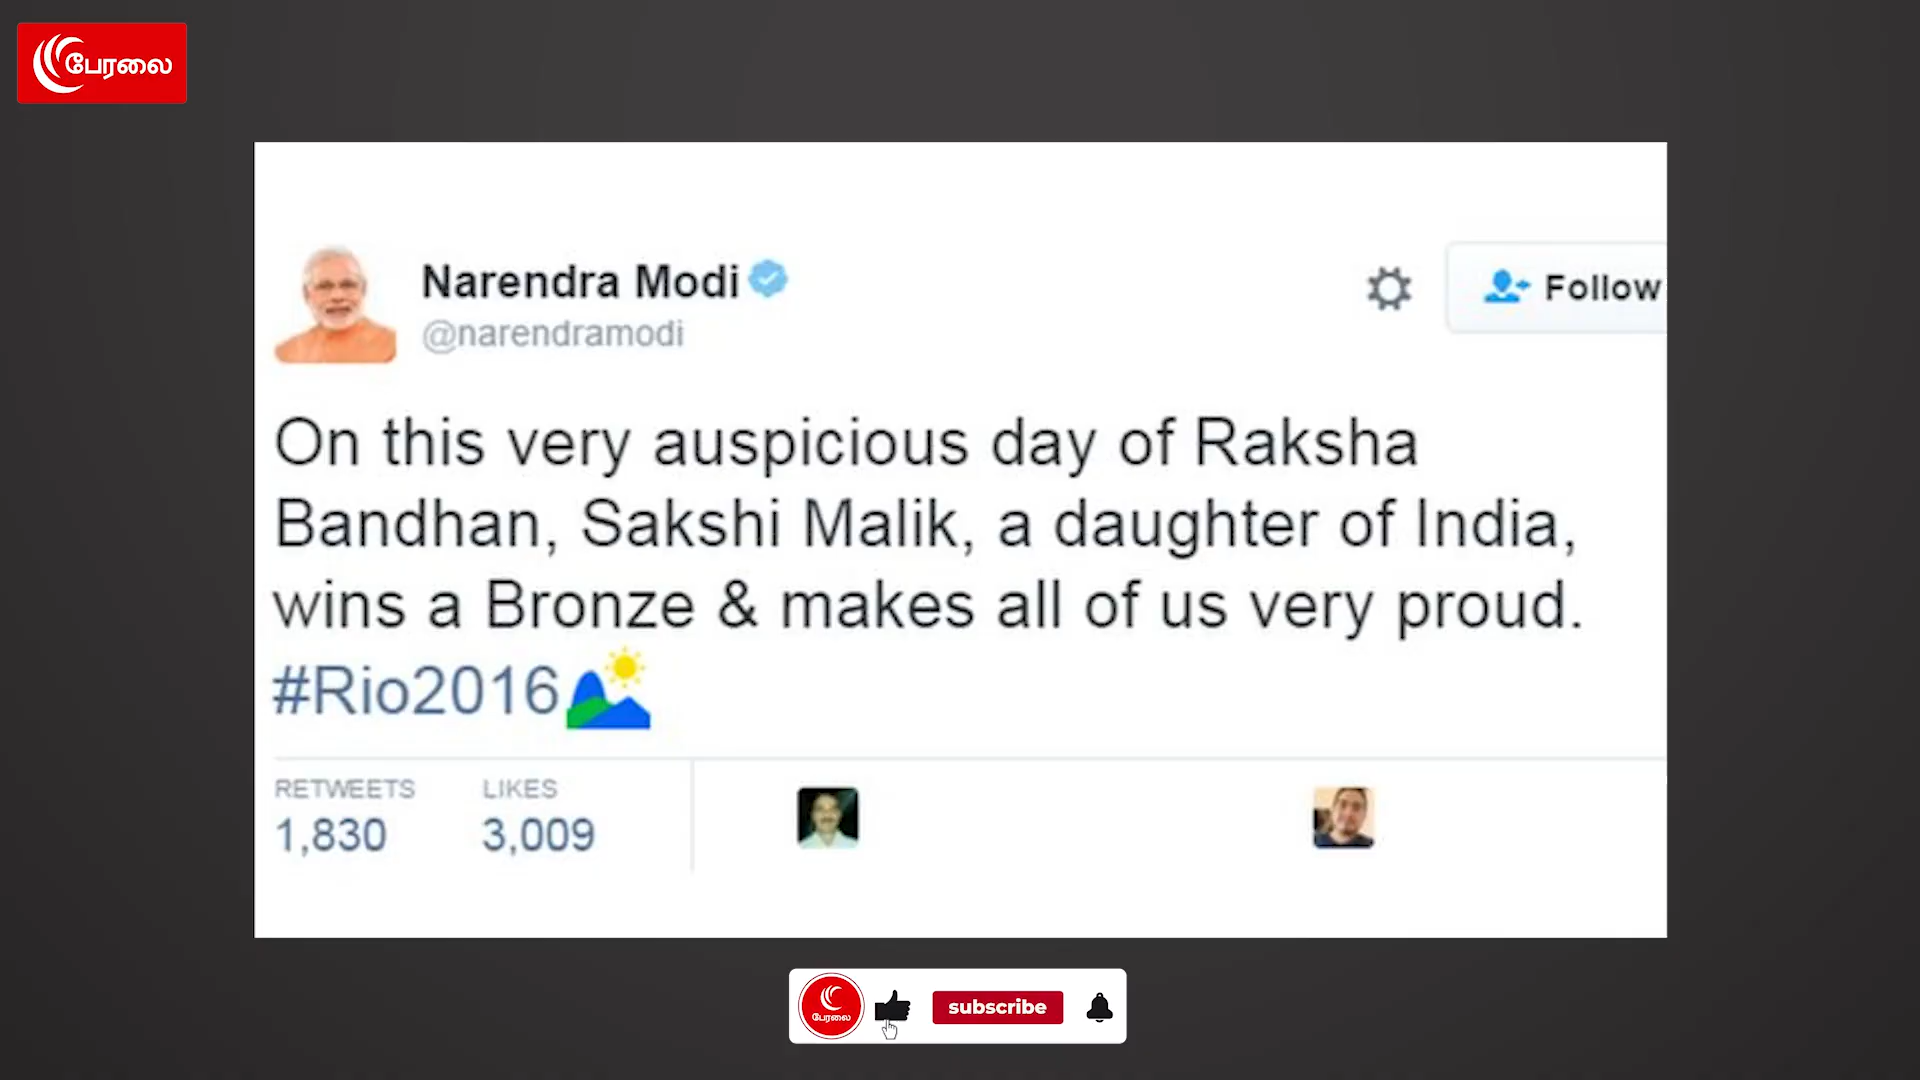 பேரலை
Narendra Modi
@narendramodi
Follow
On this very auspicious day of Raksha
Bandhan, Sakshi Malik, a daughter of India,
wins a Bronze & makes all of us very proud.
#Rio2016
RETWEETS LIKES
1,830 3,009
பேரலை
subscribe